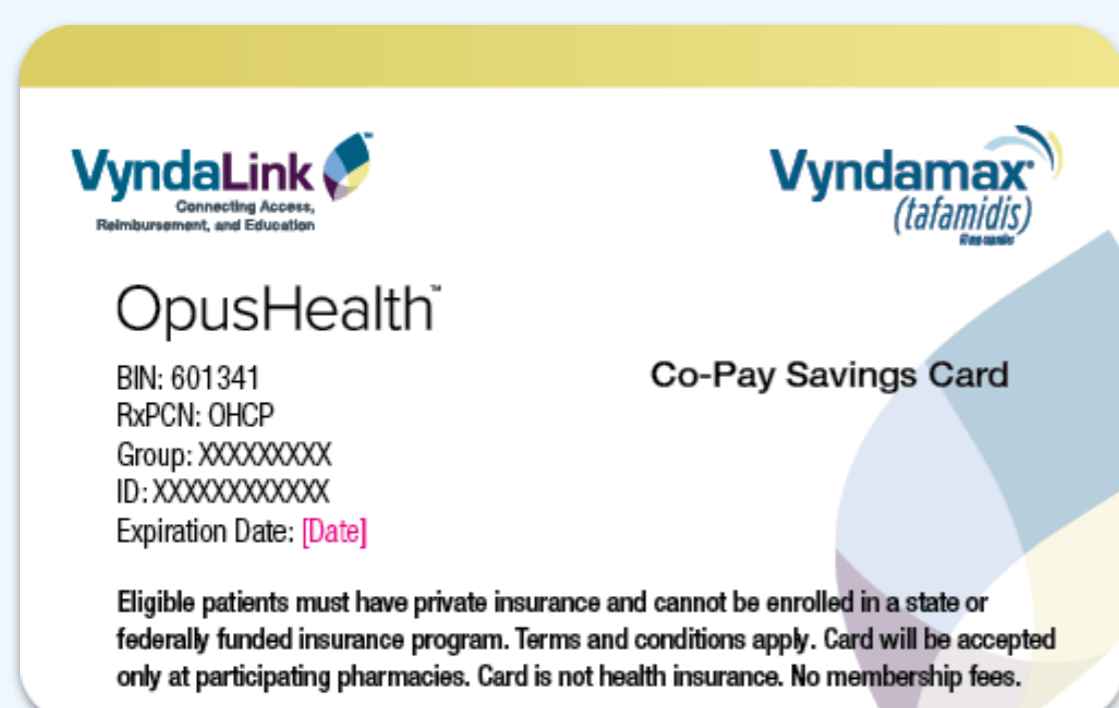 VyndaLink™
Connecting Access,
Reimbursement, and Education
Vyndamax®
(tafamidis)
OpusHealth™
BIN: 601341
RxPCN: OHCP
Group: XXXXXXXXX
ID: XXXXXXXXXXXX
Expiration Date: [Date]
Co-Pay Savings Card
Eligible patients must have private insurance and cannot be enrolled in a state or
federally funded insurance program. Terms and conditions apply. Card will be accepted
only at participating pharmacies. Card is not health insurance. No membership fees.